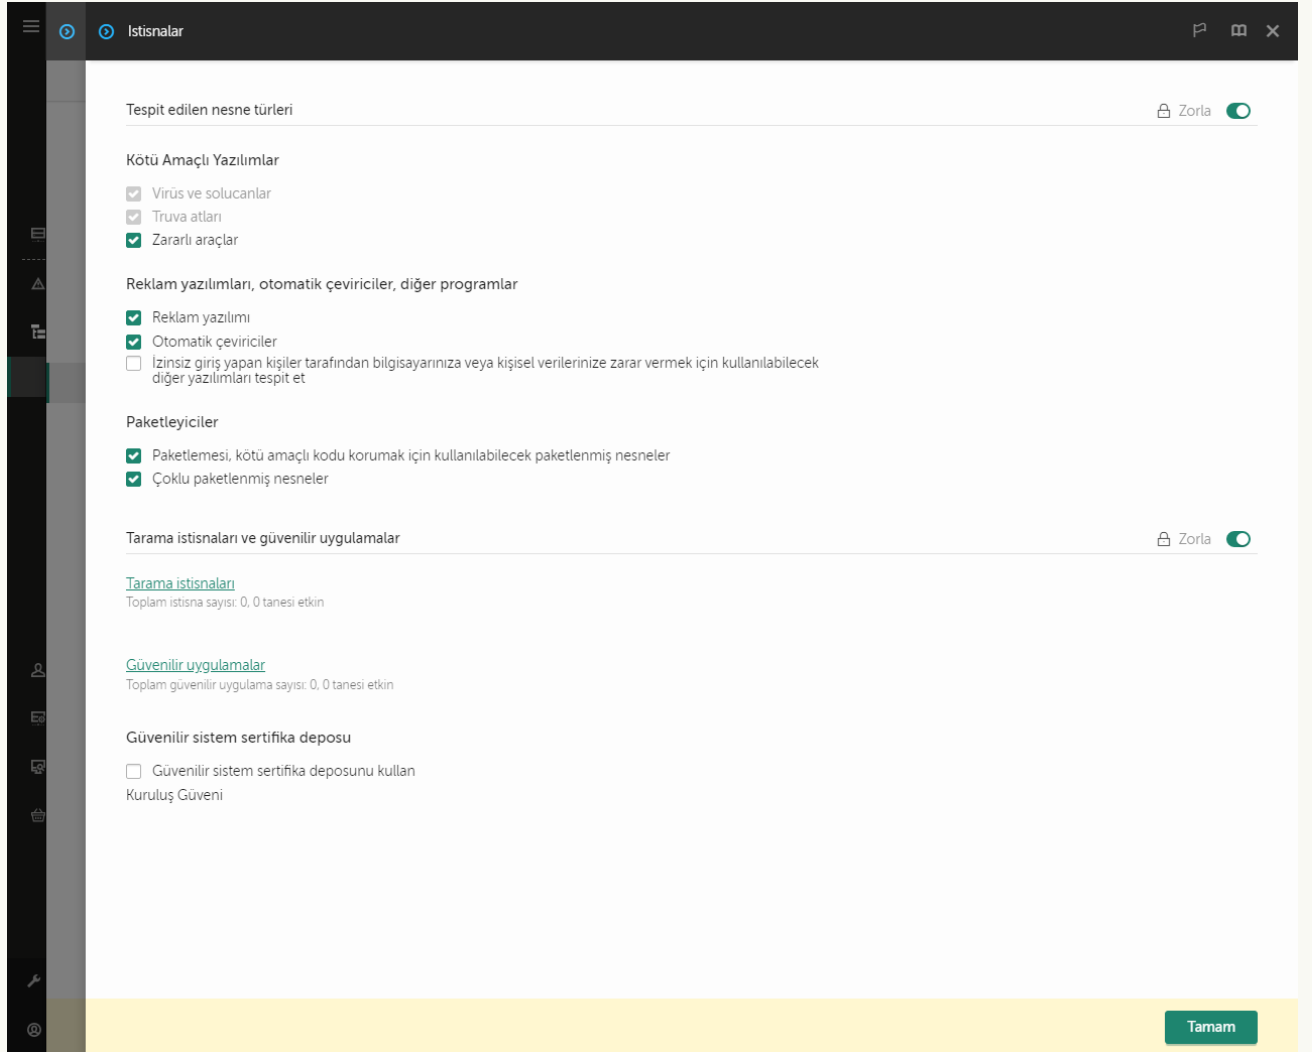 Istisnalar
Tespit edilen nesne türleri
Zorla
Kötü Amaçlı Yazılımlar
Virüs ve solucanlar
Truva atları
Zararlı araçlar
Reklam yazılımları, otomatik çeviriciler, diğer programlar
Reklam yazılımı
Otomatik çeviriciler
İzinsiz giriş yapan kişiler tarafından bilgisayarınıza veya kişisel verilerinize zarar vermek için kullanılabilecek
diğer yazılımları tespit et
Paketleyiciler
Paketlemesi, kötü amaçlı kodu korumak için kullanılabilecek paketlenmiş nesneler
Çoklu paketlenmiş nesneler
Tarama istisnaları ve güvenilir uygulamalar
Zorla
Tarama istisnaları
Toplam istisna sayısı: 0, 0 tanesi etkin
Güvenilir uygulamalar
Toplam güvenilir uygulama sayısı: 0, 0 tanesi etkin
Güvenilir sistem sertifika deposu
Güvenilir sistem sertifika deposunu kullan
Kuruluş Güveni
Tamam